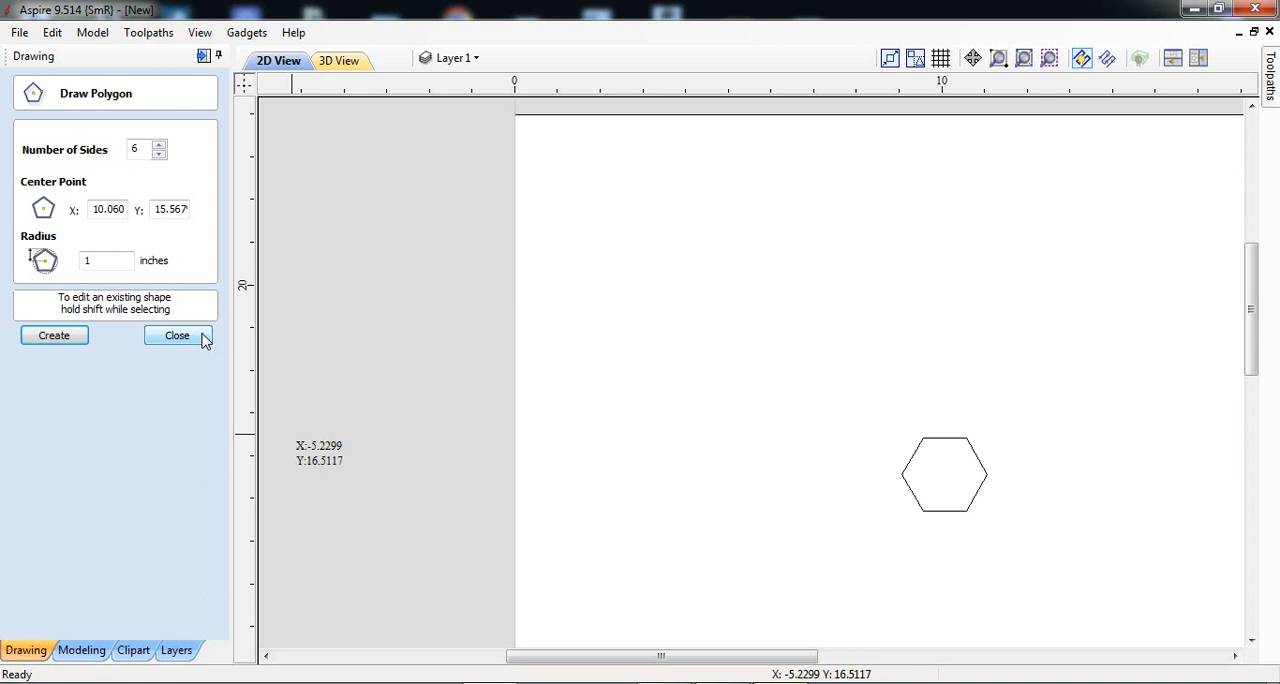 Aspire 9.514 {SmR} - [New]
File Edit Model Toolpaths View Gadgets Help
Drawing
2D View 3D View Layer 1
Draw Polygon
0 10
Number of Sides 6
Center Point
X: 10.060 Y: 15.567
Radius
1 inches
20
To edit an existing shape
hold shift while selecting
Create Close
X:-5.2299
Y:16.5117
Toolpaths
Drawing Modeling Clipart Layers
Ready X: -5.2299 Y: 16.5117